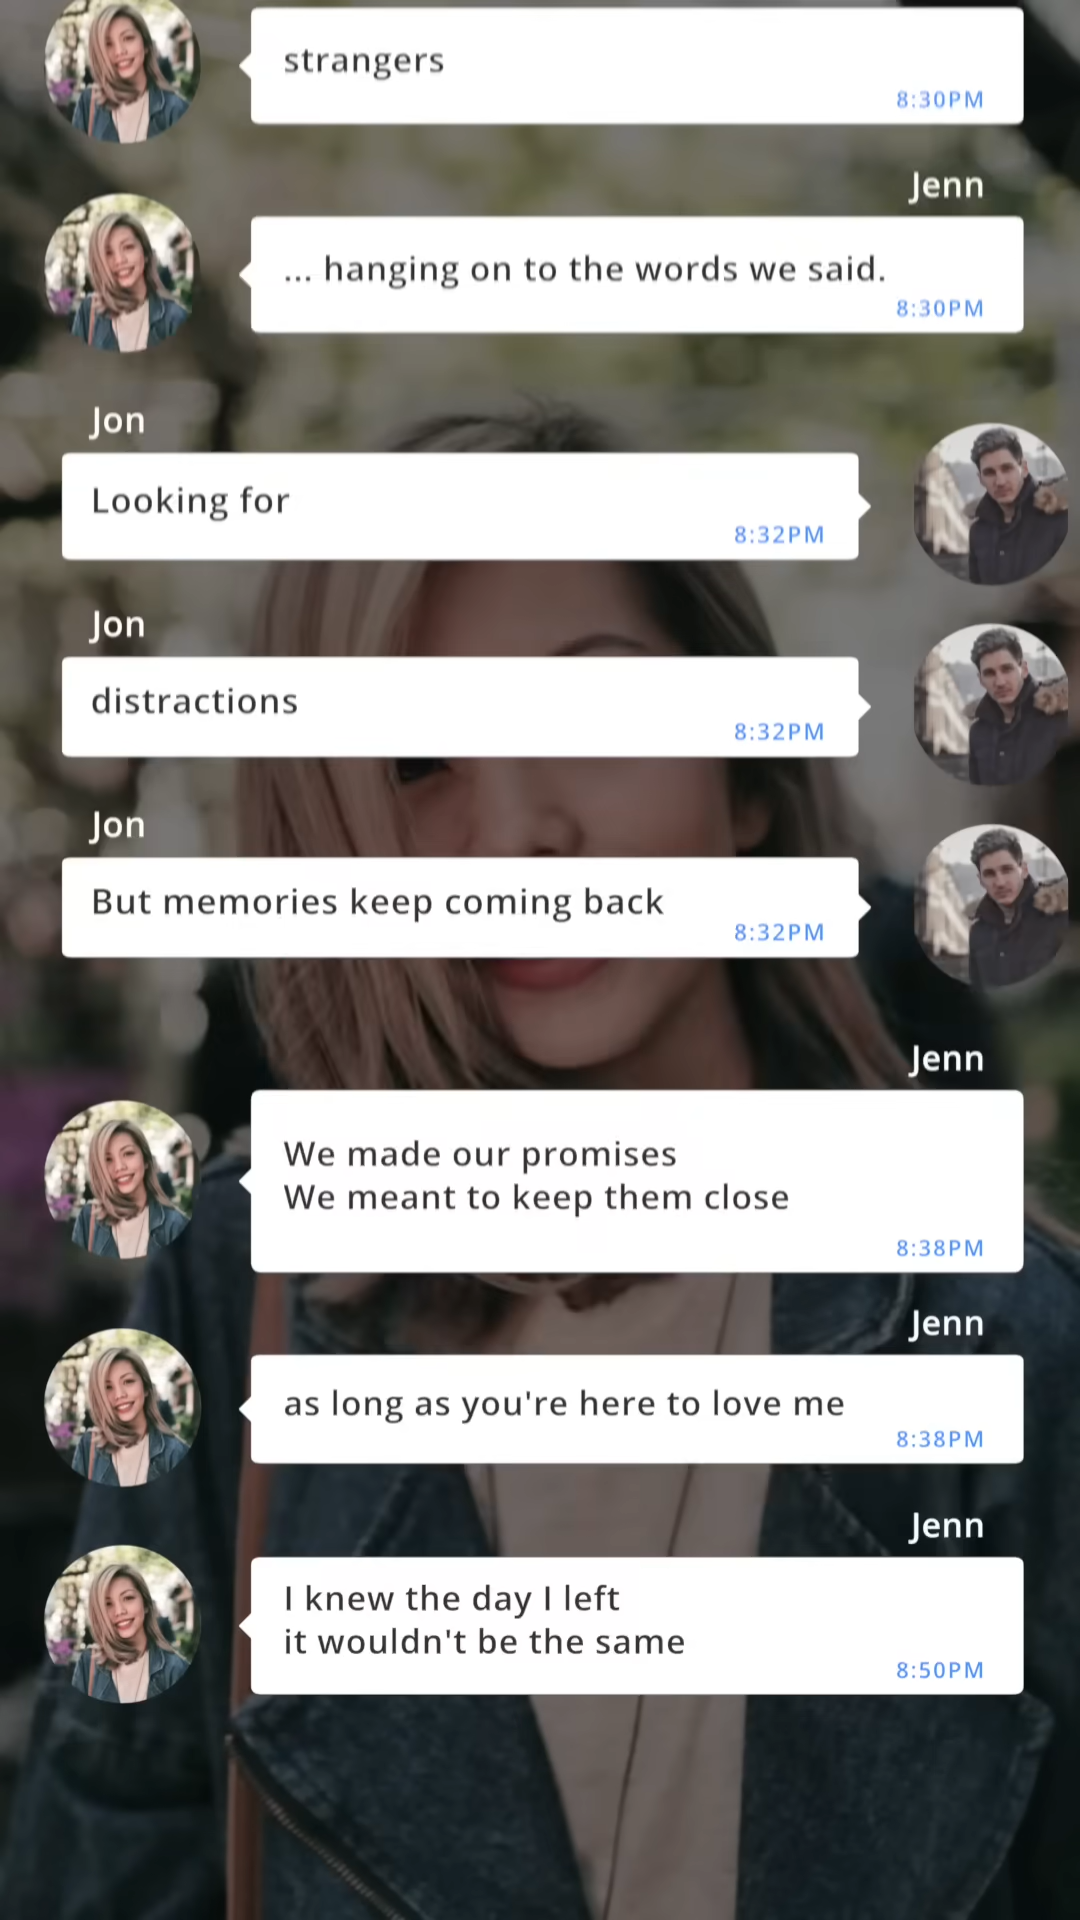 strangers
8:30PM
Jenn
... hanging on to the words we said.
8:30PM
Jon
Looking for
8:32PM
Jon
distractions
8:32PM
Jon
But memories keep coming back
8:32PM
Jenn
We made our promises
We meant to keep them close
8:38PM
Jenn
as long as you're here to love me
8:38PM
Jenn
I knew the day I left
it wouldn't be the same
8:50PM